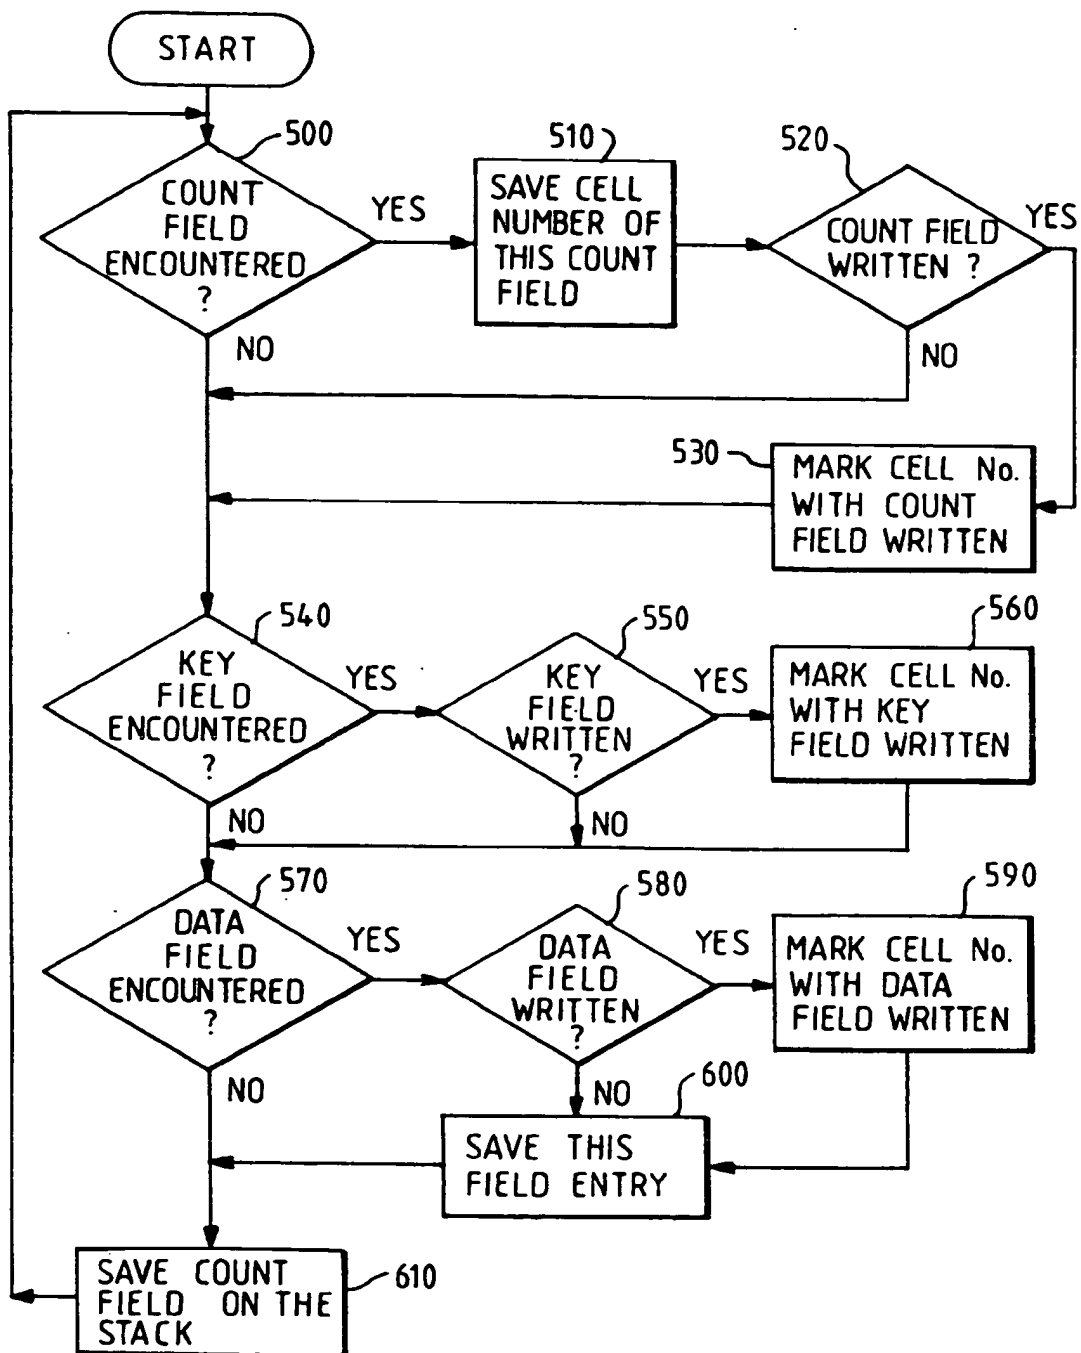 START
500
COUNT
FIELD
ENCOUNTERED
?
YES
NO
510
SAVE CELL
NUMBER OF
THIS COUNT
FIELD
520
COUNT FIELD
WRITTEN ?
YES
NO
530
MARK CELL No.
WITH COUNT
FIELD WRITTEN
540
KEY
FIELD
ENCOUNTERED
?
YES
NO
550
KEY
FIELD
WRITTEN
?
YES
NO
560
MARK CELL No.
WITH KEY
FIELD WRITTEN
570
DATA
FIELD
ENCOUNTERED
?
YES
NO
580
DATA
FIELD
WRITTEN
?
YES
NO
590
MARK CELL No.
WITH DATA
FIELD WRITTEN
600
SAVE THIS
FIELD ENTRY
610
SAVE COUNT
FIELD ON THE
STACK